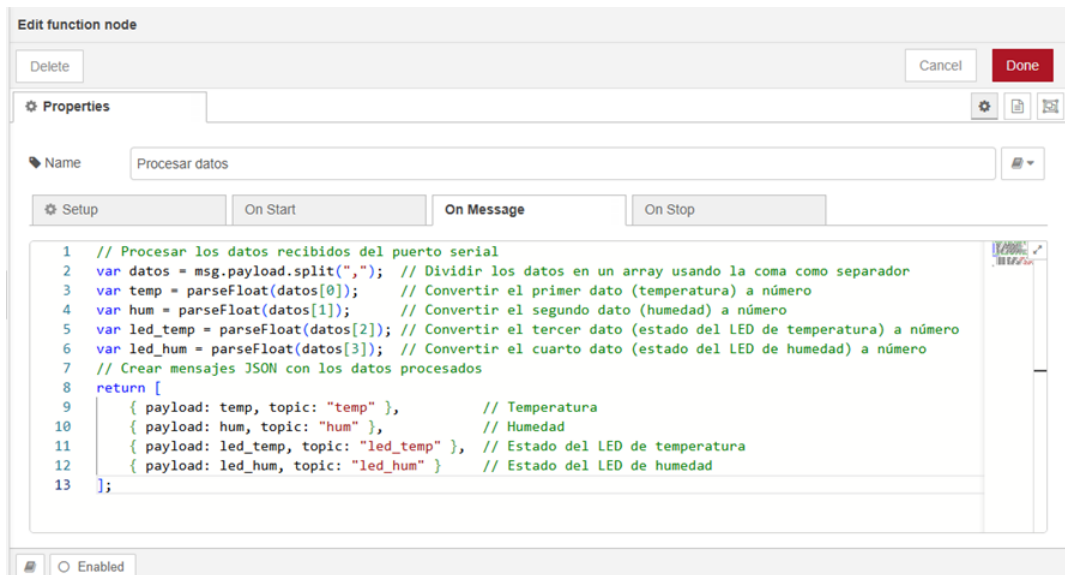 Edit function node
Delete
Cancel
Done
Properties
Name
Procesar datos
Setup
On Start
On Message
On Stop
1 // Procesar los datos recibidos del puerto serial
2 var datos = msg.payload.split(","); // Dividir los datos en un array usando la coma como separador
3 var temp = parseFloat(datos[0]); // Convertir el primer dato (temperatura) a número
4 var hum = parseFloat(datos[1]); // Convertir el segundo dato (humedad) a número
5 var led_temp = parseFloat(datos[2]); // Convertir el tercer dato (estado del LED de temperatura) a número
6 var led_hum = parseFloat(datos[3]); // Convertir el cuarto dato (estado del LED de humedad) a número
7 // Crear mensajes JSON con los datos procesados
8 return [
9 { payload: temp, topic: "temp" }, // Temperatura
10 { payload: hum, topic: "hum" }, // Humedad
11 { payload: led_temp, topic: "led_temp" }, // Estado del LED de temperatura
12 { payload: led_hum, topic: "led_hum" } // Estado del LED de humedad
13 ];
Enabled